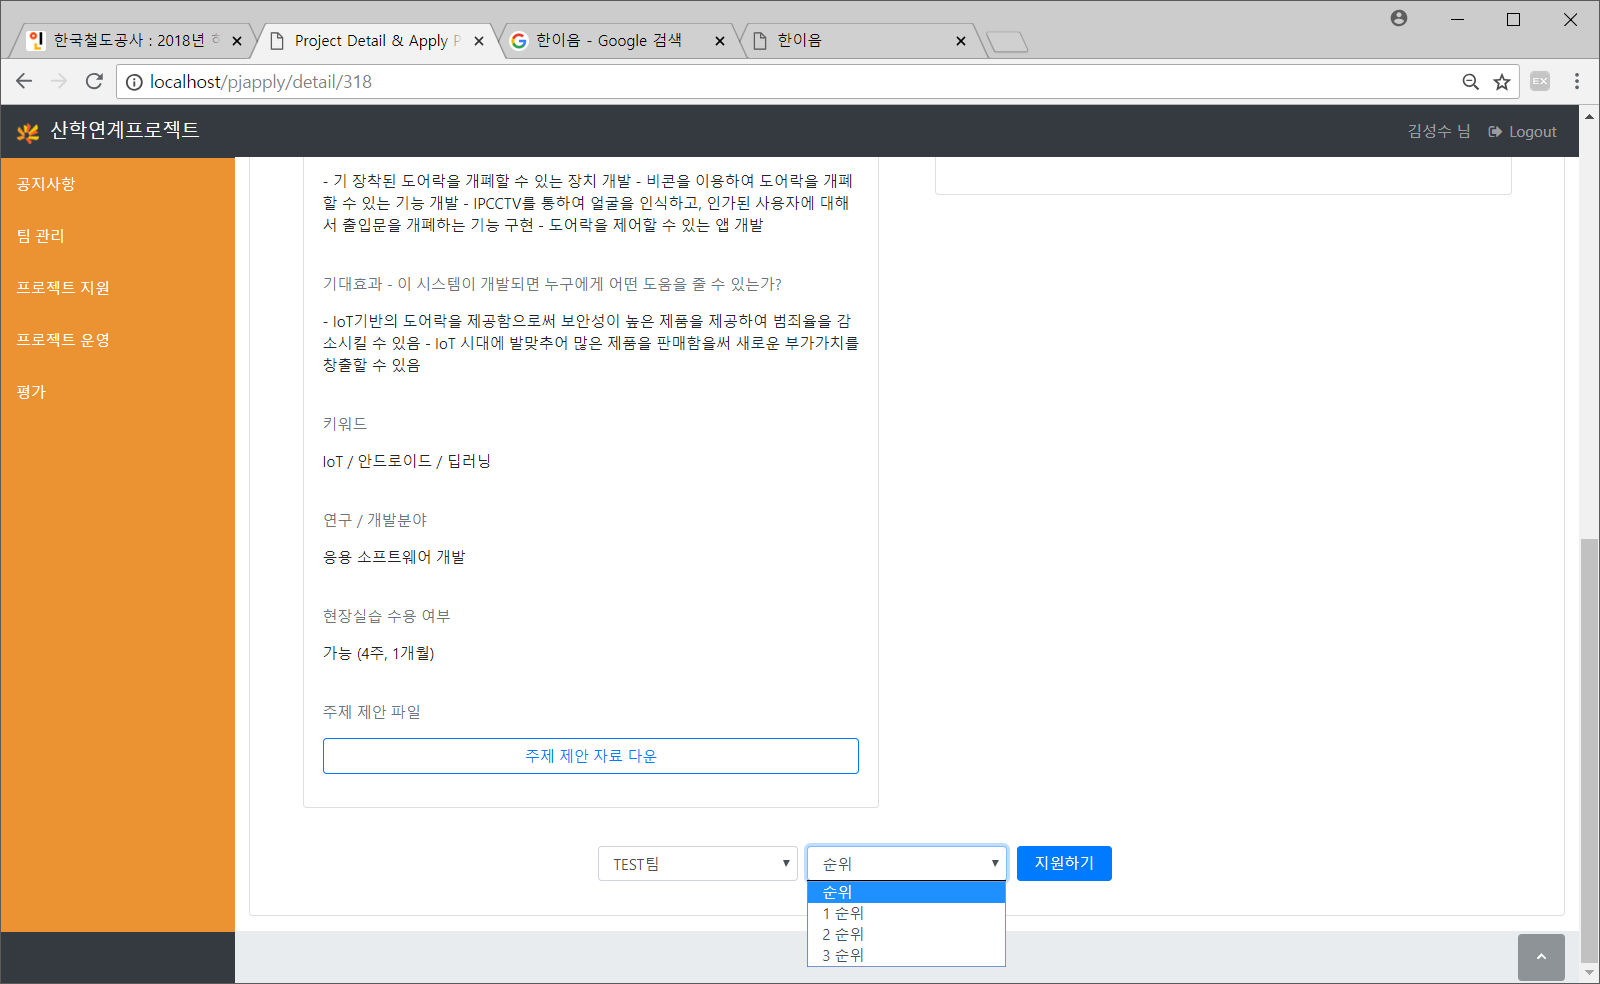 한국철도공사 : 2018년
Project Detail & Apply P
한이음 - Google 검색
한이음
localhost/pjapply/detail/318
EX
산학연계프로젝트
김성수 님
Logout
공지사항
팀 관리
프로젝트 지원
프로젝트 운영
평가
- 기 장착된 도어락을 개폐할 수 있는 장치 개발 - 비콘을 이용하여 도어락을 개폐
할 수 있는 기능 개발 - IPCCTV를 통하여 얼굴을 인식하고, 인가된 사용자에 대해
서 출입문을 개폐하는 기능 구현 - 도어락을 제어할 수 있는 앱 개발
기대효과 - 이 시스템이 개발되면 누구에게 어떤 도움을 줄 수 있는가?
- IoT기반의 도어락을 제공함으로써 보안성이 높은 제품을 제공하여 범죄율을 감
소시킬 수 있음 - IoT 시대에 발맞추어 많은 제품을 판매함을써 새로운 부가가치를
창출할 수 있음
키워드
IoT / 안드로이드 / 딥러닝
연구 / 개발분야
응용 소프트웨어 개발
현장실습 수용 여부
가능 (4주, 1개월)
주제 제안 파일
주제 제안 자료 다운
TEST팀
순위
지원하기
순위
1 순위
2 순위
3 순위